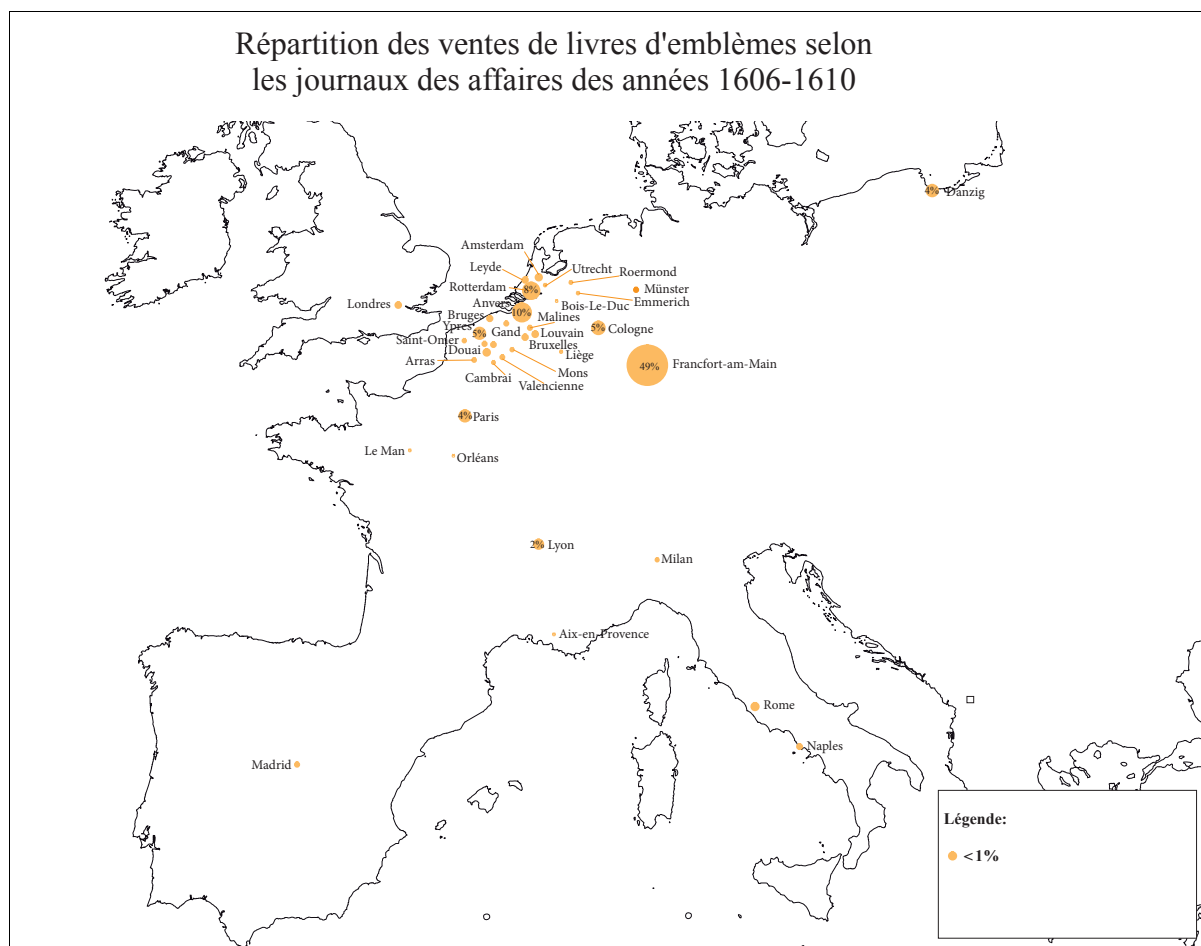 Répartition des ventes de livres d'emblèmes selon
les journaux des affaires des années 1606-1610
4% Danzig
Amsterdam
Leyde
Utrecht
Roermond
Rotterdam
8%
Münster
Emmerich
Londres
Anvers
10%
Bois-Le-Duc
Bruges
Malines
Ypres
5%
Gand
Louvain
5% Cologne
Saint-Omer
Bruxelles
Douai
Liège
Arras
Mons
Cambrai
Valencienne
49% Francfort-am-Main
4% Paris
Le Man
Orléans
2% Lyon
Milan
Aix-en-Provence
Rome
Naples
Madrid
Légende:
<1%